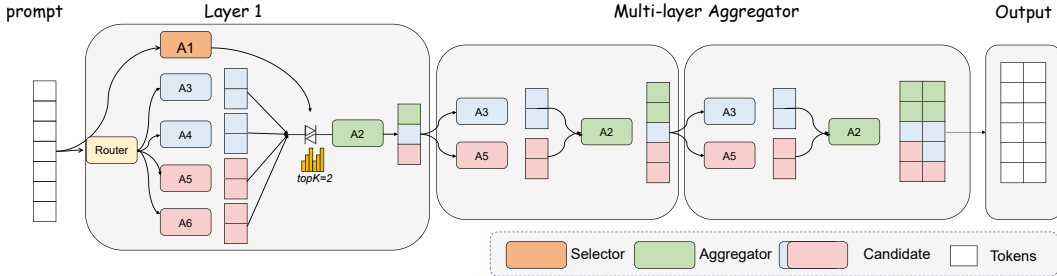 prompt
Layer 1
Multi-layer Aggregator
Output
A1
Router
A3
A4
A5
A6
topK=2
A2
A3
A5
A2
A3
A5
A2
Selector
Aggregator
Candidate
Tokens